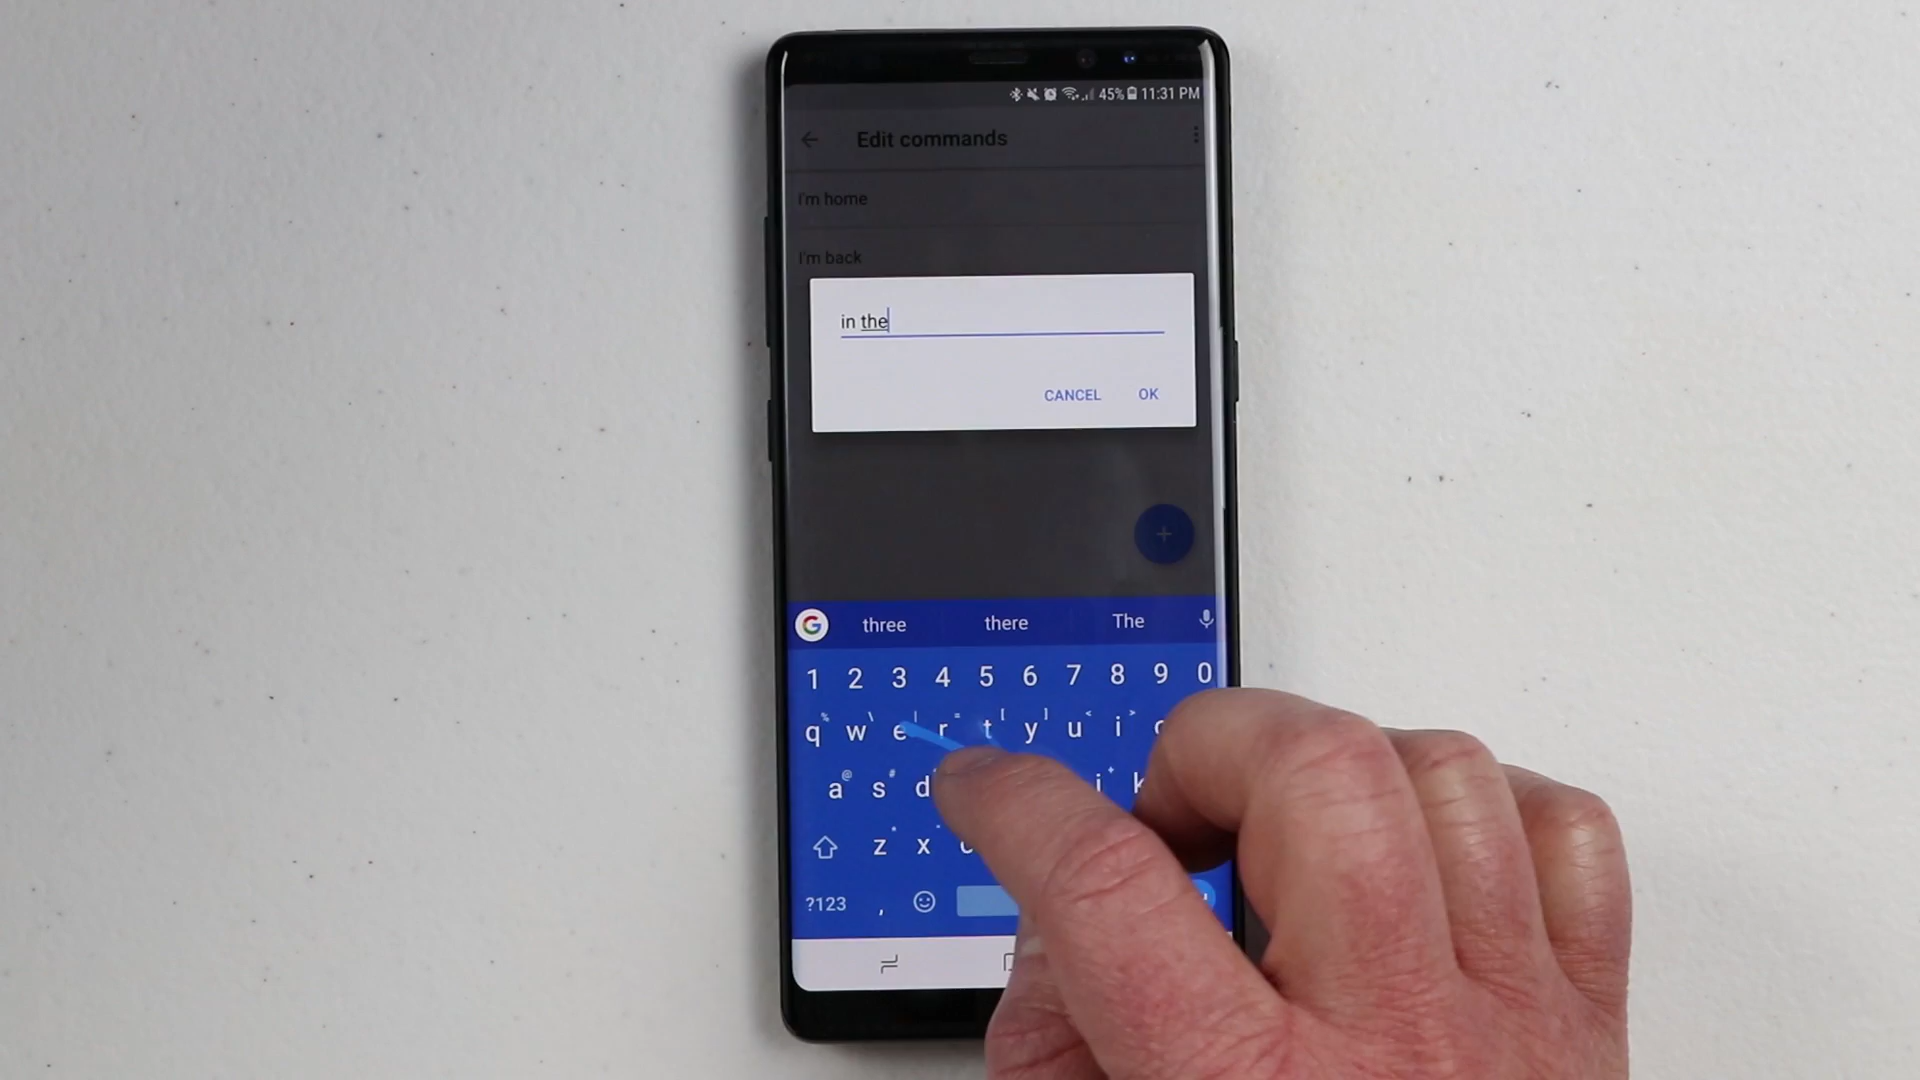 45% 11:31 PM
Edit commands
I'm home
I'm back
in the
CANCEL OK
+
G three there The
1 2 3 4 5 6 7 8 9 0
q w e r t y u i
a s d j k
z x c
?123 ,